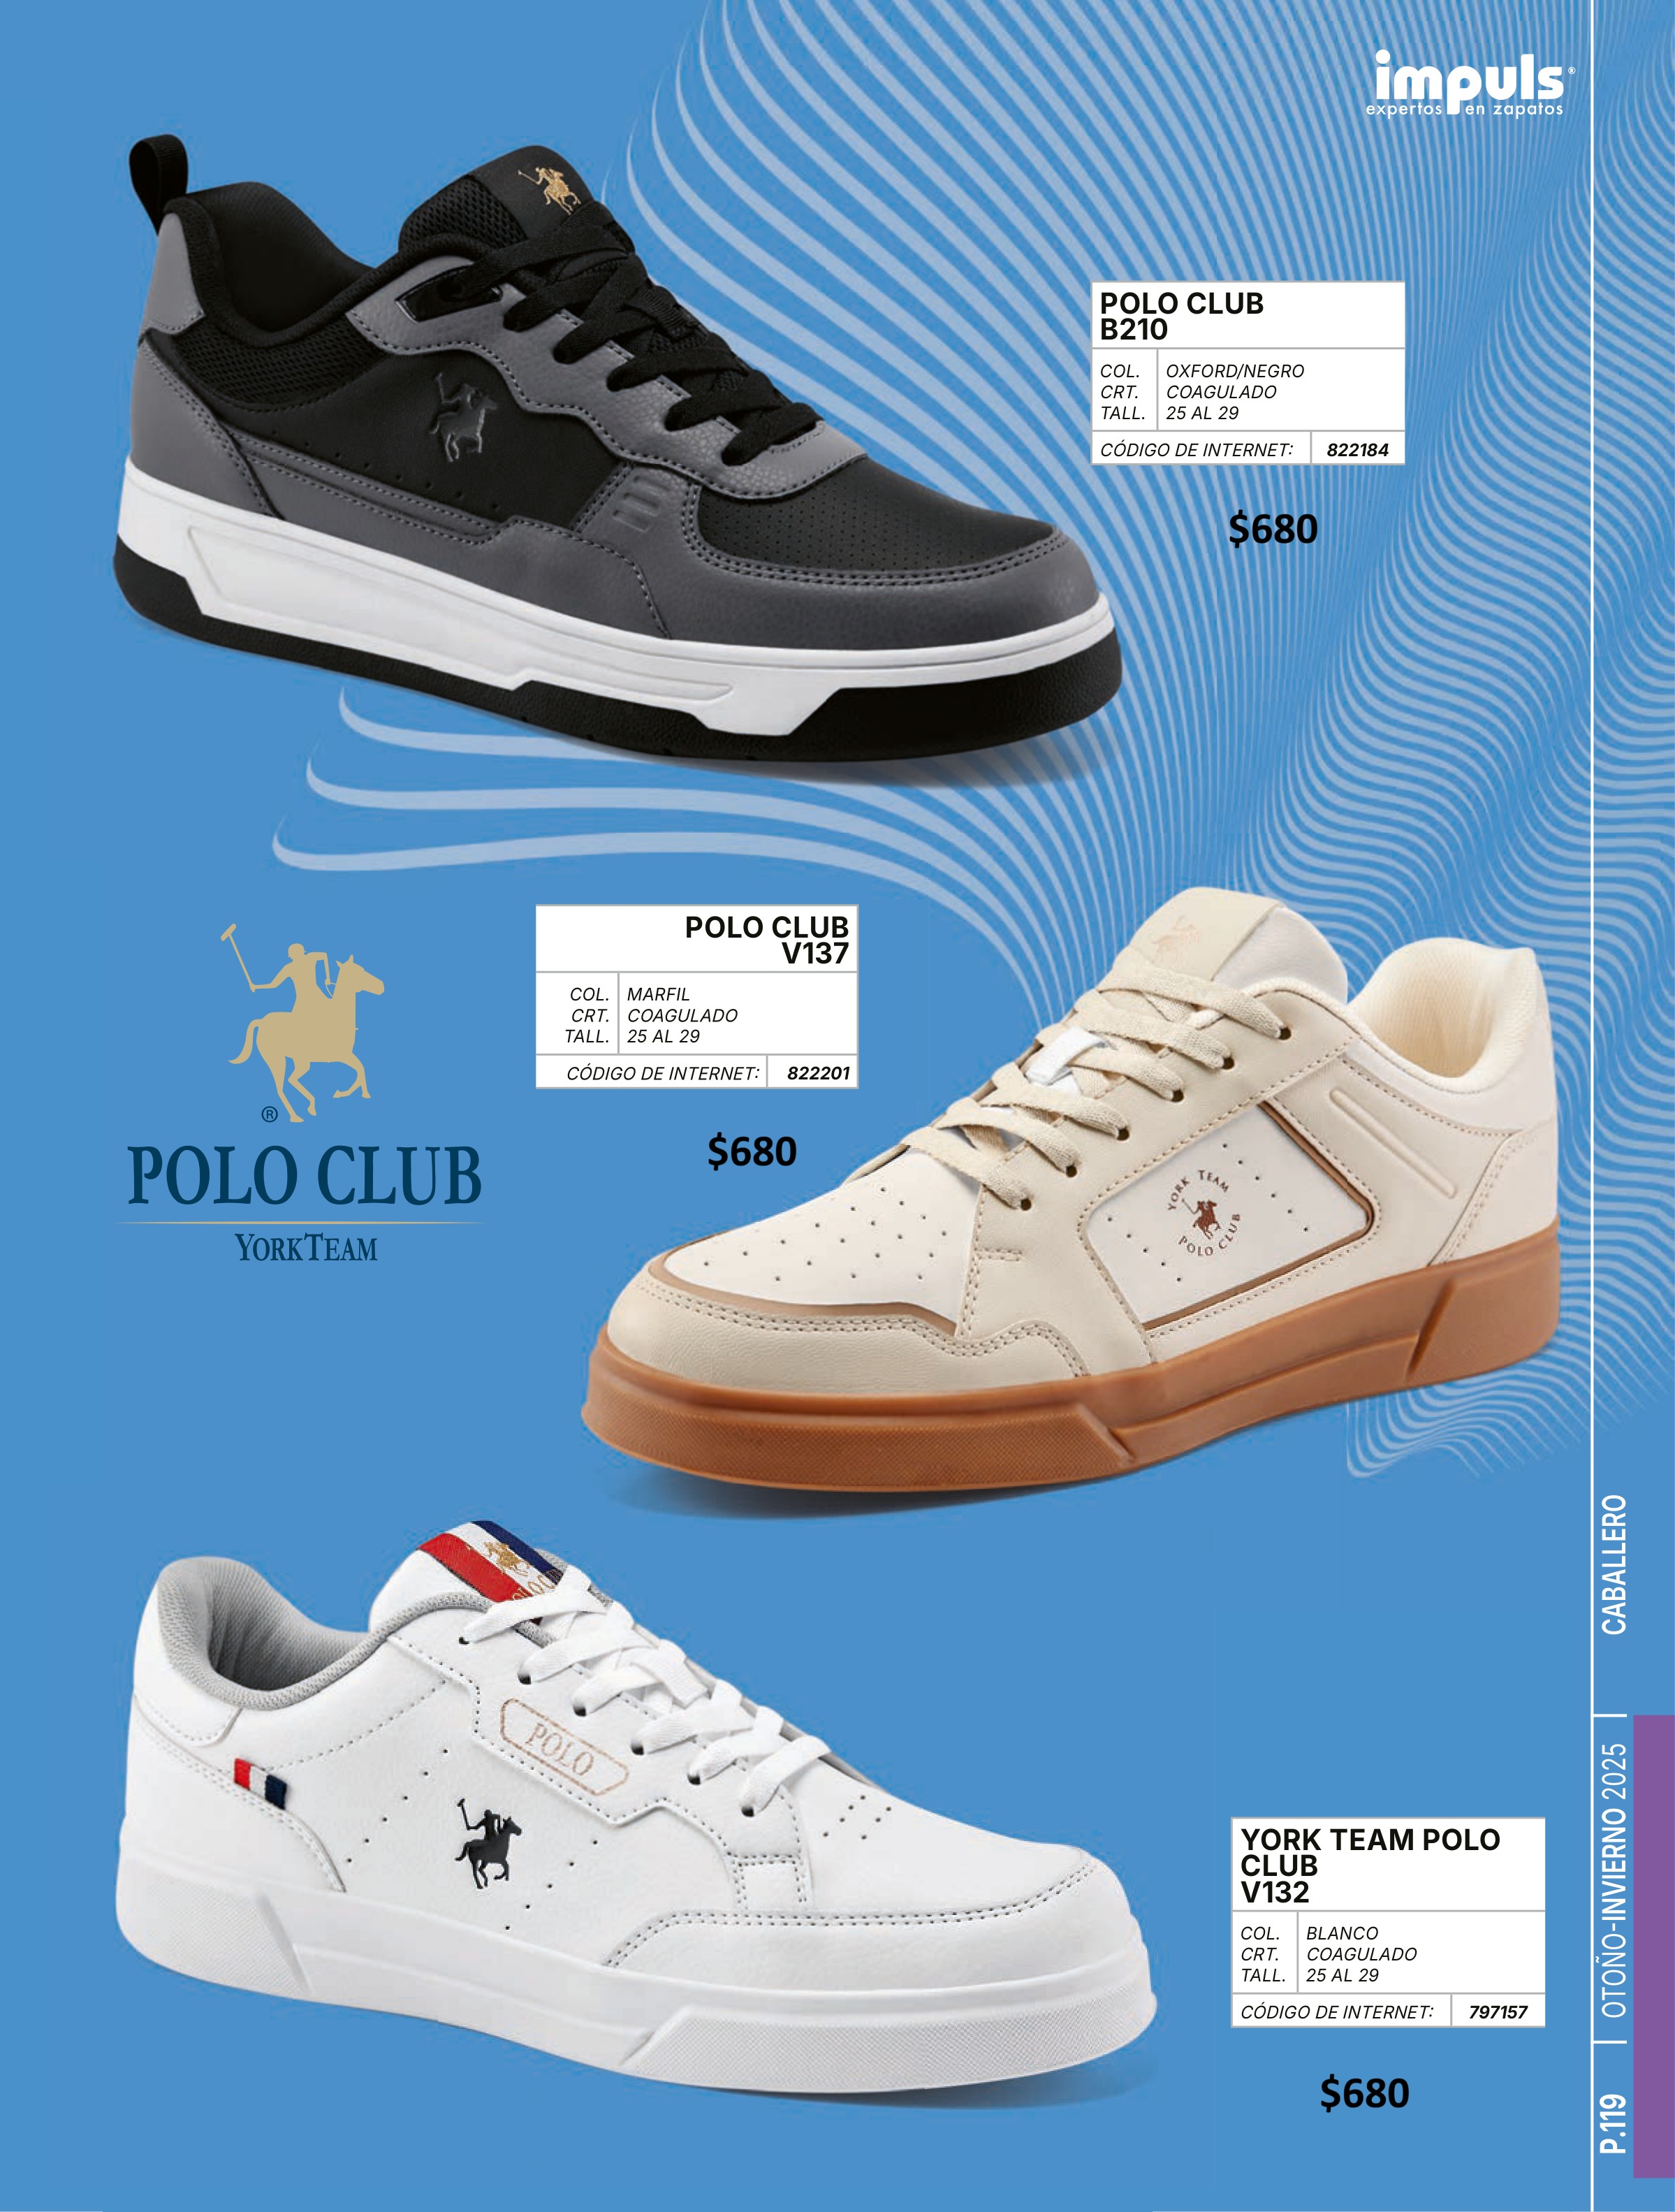 impuls®
expertos en zapatos
POLO CLUB
B210
COL. OXFORD/NEGRO
CRT. COAGULADO
TALL. 25 AL 29
CÓDIGO DE INTERNET: 822184
$680
POLO CLUB
V137
COL. MARFIL
CRT. COAGULADO
TALL. 25 AL 29
CÓDIGO DE INTERNET: 822201
$680
®
POLO CLUB
YORKTEAM
YORK TEAM
POLO CLUB
POLO
YORK TEAM POLO
CLUB
V132
COL. BLANCO
CRT. COAGULADO
TALL. 25 AL 29
CÓDIGO DE INTERNET: 797157
$680
CABALLERO
OTOÑO-INVIERNO 2025
P.119